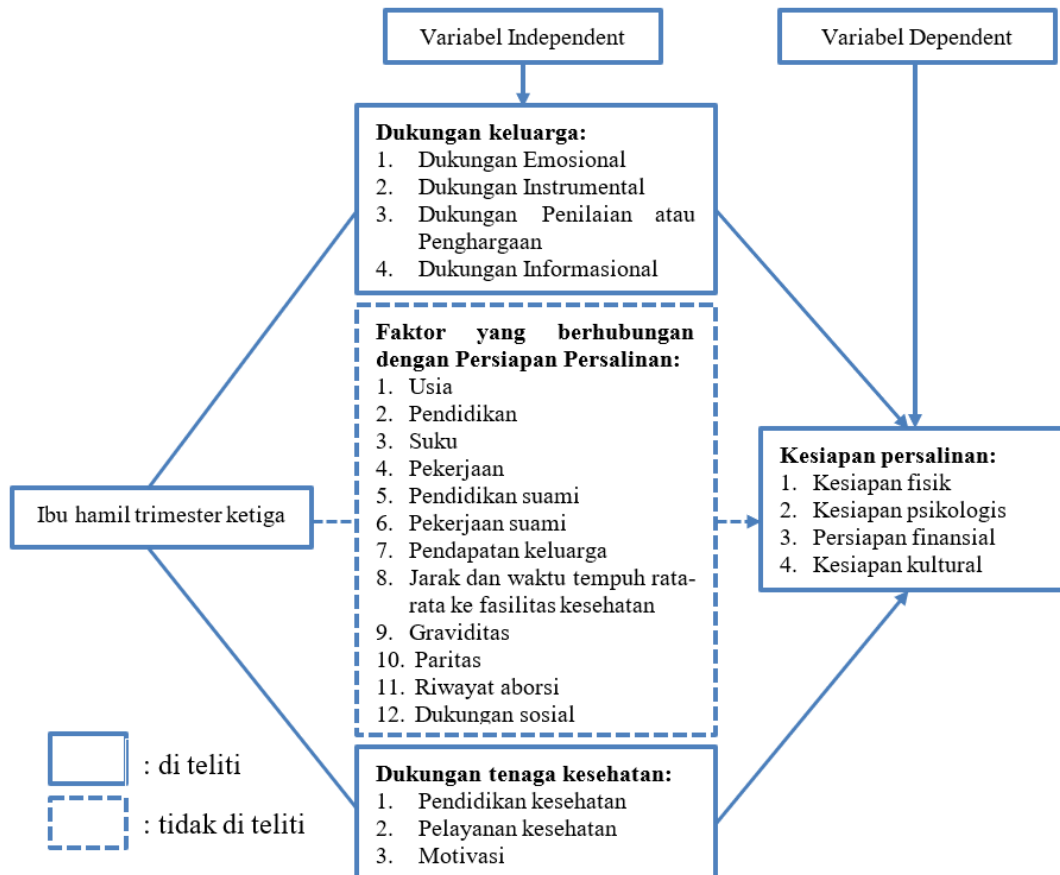 Variabel Independent
Variabel Dependent
Dukungan keluarga:
1. Dukungan Emosional
2. Dukungan Instrumental
3. Dukungan Penilaian atau
Penghargaan
4. Dukungan Informasional
Faktor yang berhubungan
dengan Persiapan Persalinan:
1. Usia
2. Pendidikan
3. Suku
4. Pekerjaan
5. Pendidikan suami
6. Pekerjaan suami
7. Pendapatan keluarga
8. Jarak dan waktu tempuh rata-
rata ke fasilitas kesehatan
9. Graviditas
10. Paritas
11. Riwayat aborsi
12. Dukungan sosial
Kesiapan persalinan:
1. Kesiapan fisik
2. Kesiapan psikologis
3. Persiapan finansial
4. Kesiapan kultural
Ibu hamil trimester ketiga
Dukungan tenaga kesehatan:
1. Pendidikan kesehatan
2. Pelayanan kesehatan
3. Motivasi
: di teliti
: tidak di teliti